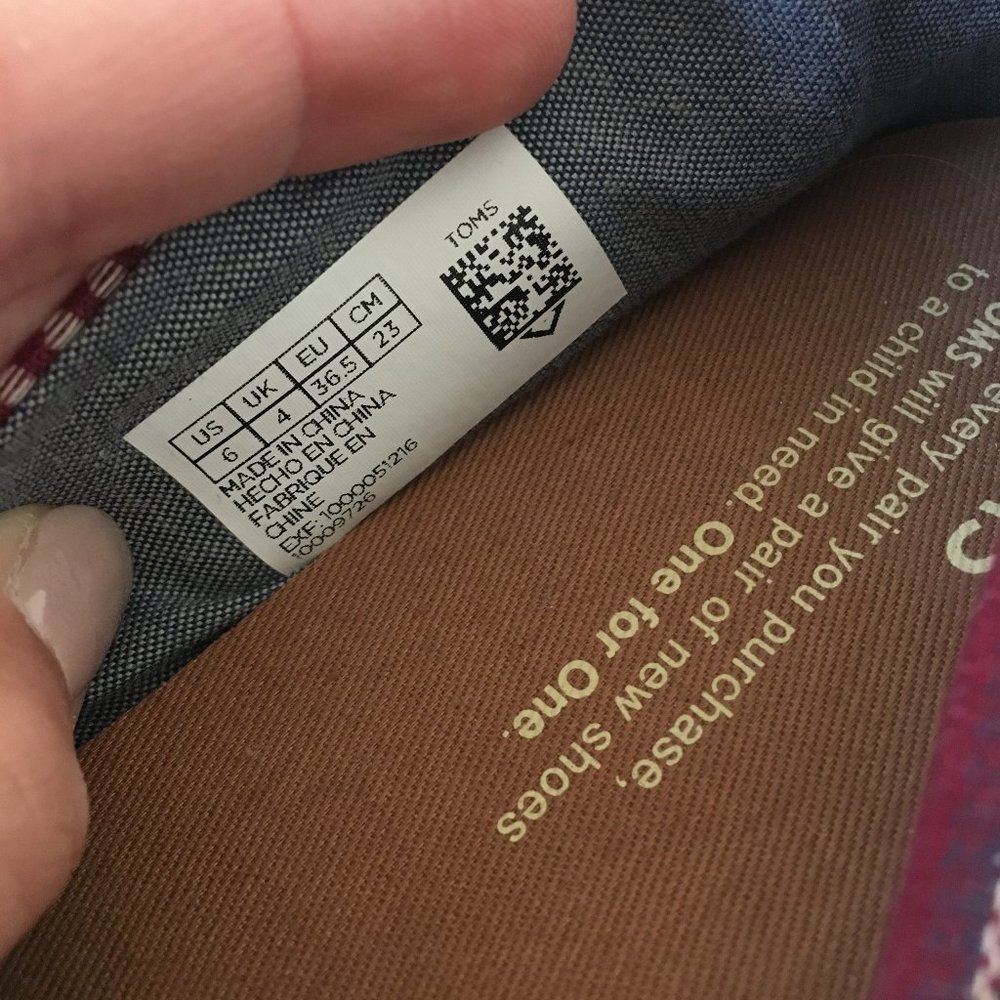 TOMS
US UK EU CM
6 4 36.5 23
MADE IN CHINA
HECHO EN CHINA
FABRIQUE EN
CHINE
EXF: 1000051216
10009726
every pair you purchase,
will give a pair of new shoes
to a child in need One for One.